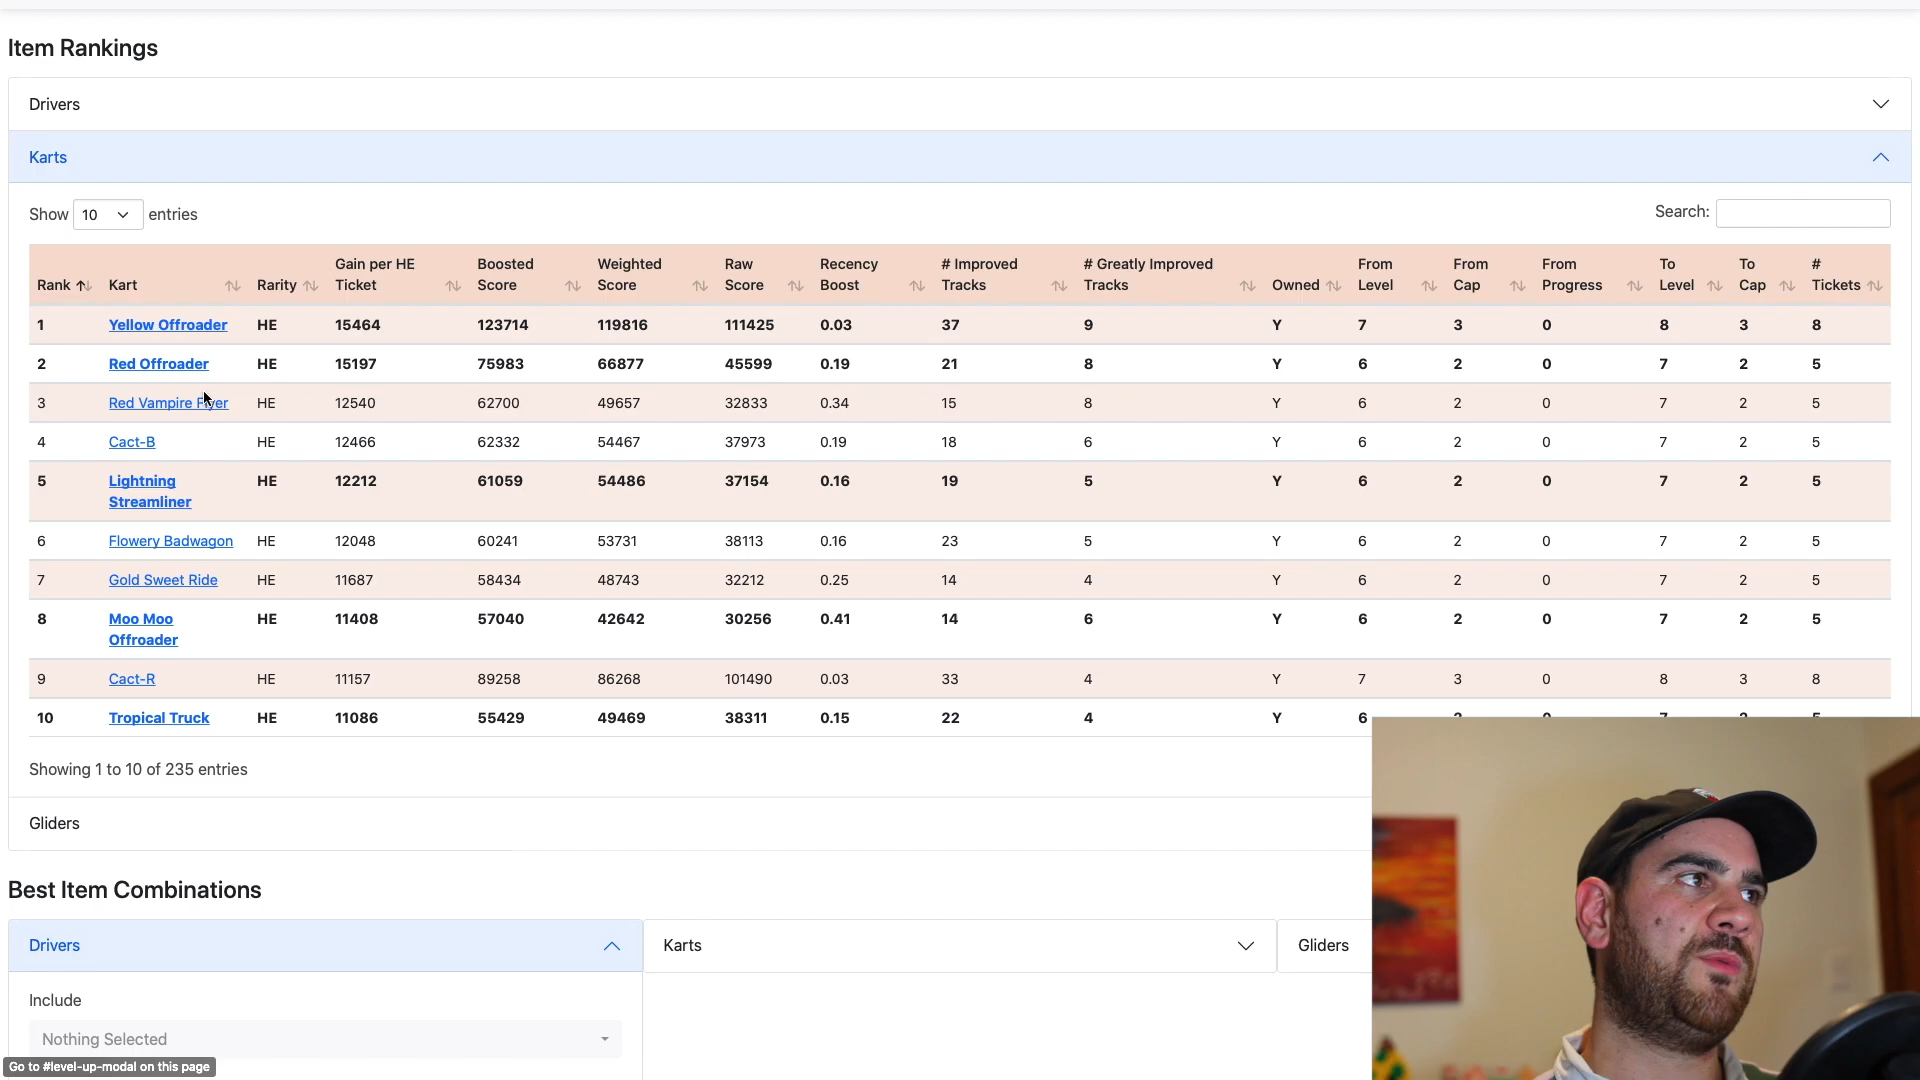 Item Rankings
Drivers
Karts
Show 10 entries
Search:
Rank Kart Rarity Gain per HE Ticket Boosted Score Weighted Score Raw Score Recency Boost # Improved Tracks # Greatly Improved Tracks Owned From Level From Cap From Progress To Level To Cap # Tickets
1 Yellow Offroader HE 15464 123714 119816 111425 0.03 37 9 Y 7 3 0 8 3 8
2 Red Offroader HE 15197 75983 66877 45599 0.19 21 8 Y 6 2 0 7 2 5
3 Red Vampire Flyer HE 12540 62700 49657 32833 0.34 15 8 Y 6 2 0 7 2 5
4 Cact-B HE 12466 62332 54467 37973 0.19 18 6 Y 6 2 0 7 2 5
5 Lightning Streamliner HE 12212 61059 54486 37154 0.16 19 5 Y 6 2 0 7 2 5
6 Flowery Badwagon HE 12048 60241 53731 38113 0.16 23 5 Y 6 2 0 7 2 5
7 Gold Sweet Ride HE 11687 58434 48743 32212 0.25 14 4 Y 6 2 0 7 2 5
8 Moo Moo Offroader HE 11408 57040 42642 30256 0.41 14 6 Y 6 2 0 7 2 5
9 Cact-R HE 11157 89258 86268 101490 0.03 33 4 Y 7 3 0 8 3 8
10 Tropical Truck HE 11086 55429 49469 38311 0.15 22 4 Y 6
Showing 1 to 10 of 235 entries
Gliders
Best Item Combinations
Drivers Karts Gliders
Include
Nothing Selected
Go to #level-up-modal on this page